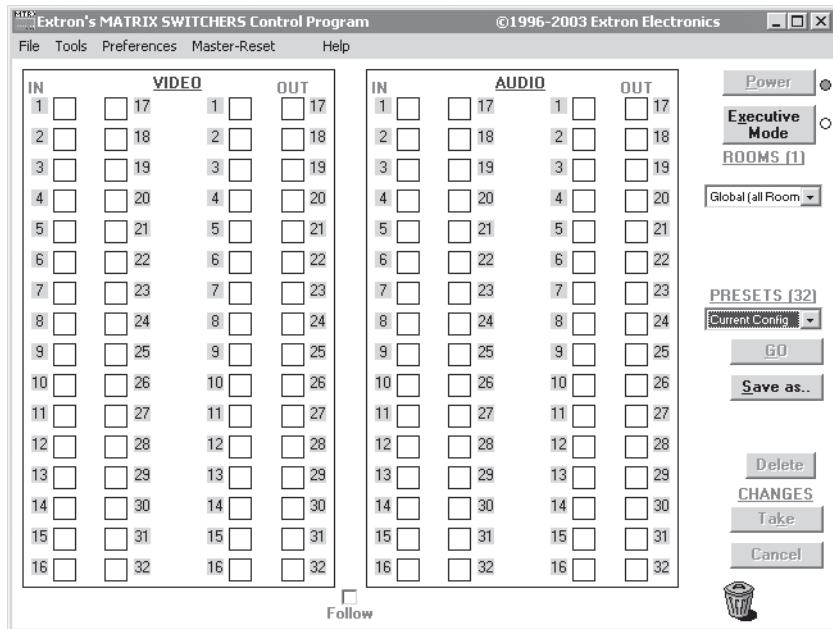 Extron's MATRIX SWITCHERS Control Program ©1996-2003 Extron Electronics
File Tools Preferences Master-Reset Help
VIDEO
IN OUT
1 17 1 17
2 18 2 18
3 19 3 19
4 20 4 20
5 21 5 21
6 22 6 22
7 23 7 23
8 24 8 24
9 25 9 25
10 26 10 26
11 27 11 27
12 28 12 28
13 29 13 29
14 30 14 30
15 31 15 31
16 32 16 32
AUDIO
IN OUT
1 17 1 17
2 18 2 18
3 19 3 19
4 20 4 20
5 21 5 21
6 22 6 22
7 23 7 23
8 24 8 24
9 25 9 25
10 26 10 26
11 27 11 27
12 28 12 28
13 29 13 29
14 30 14 30
15 31 15 31
16 32 16 32
Follow
Power
Executive
Mode
ROOMS (1)
Global (all Room
PRESETS (32)
Current Config
GO
Save as..
Delete
CHANGES
Take
Cancel